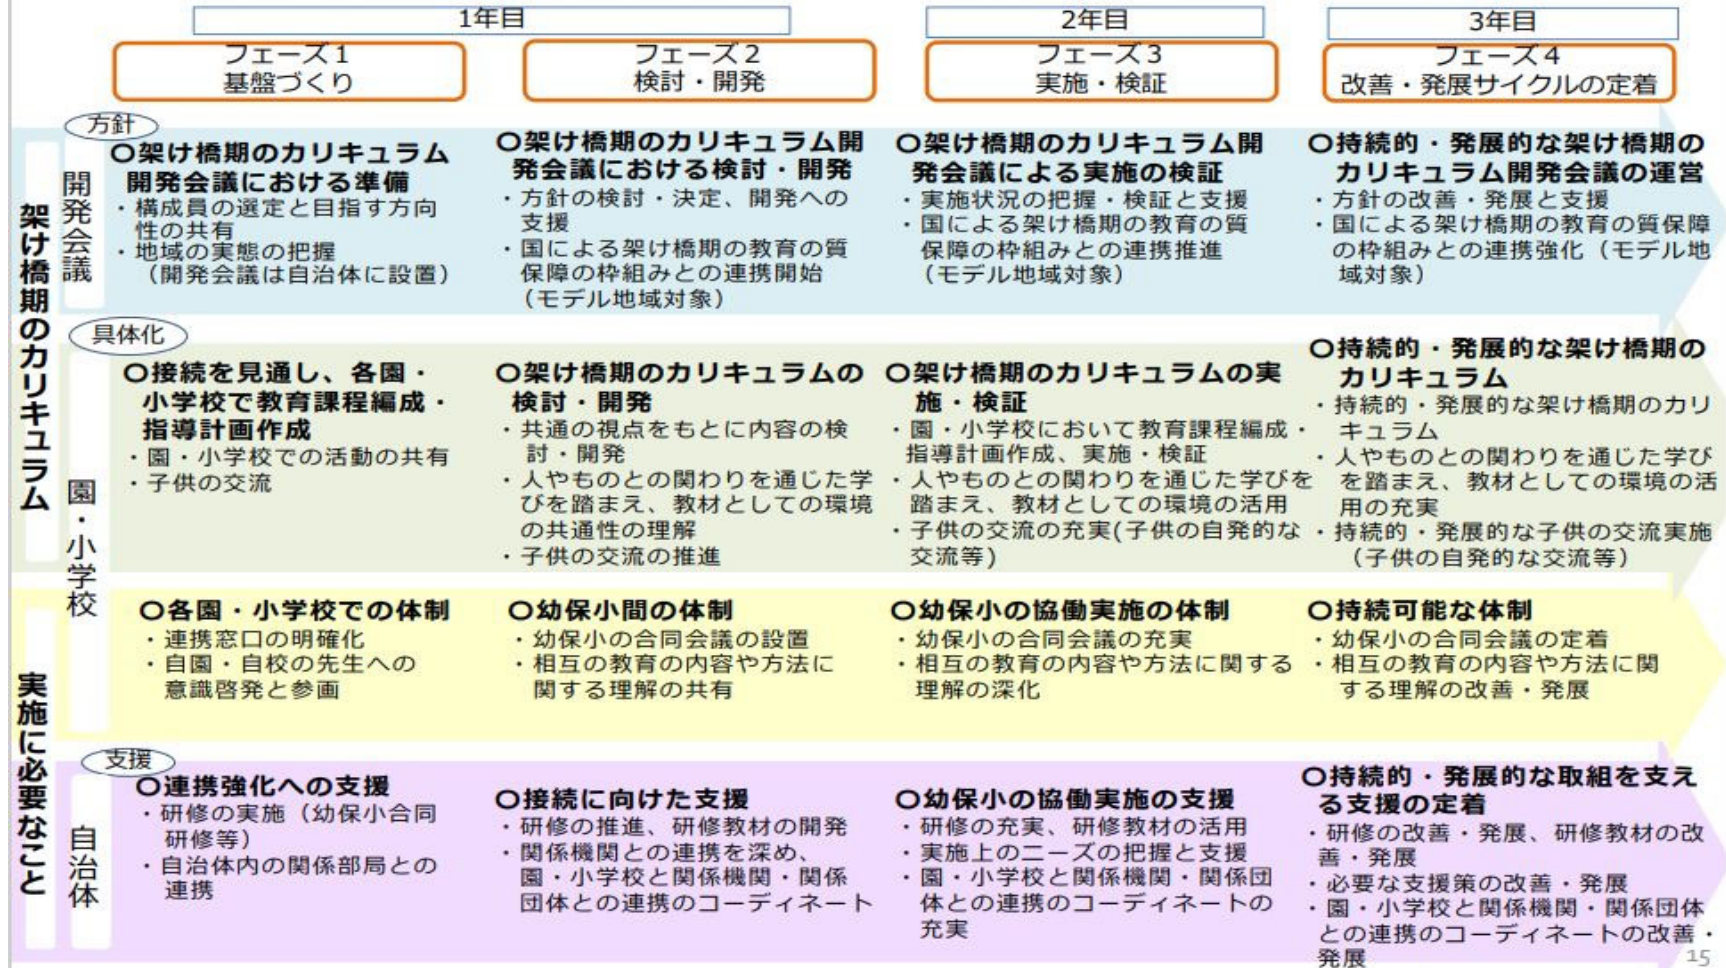 1年目
2年目
3年目
フェーズ１
基盤づくり
フェーズ２
検討・開発
フェーズ３
実施・検証
フェーズ４
改善・発展サイクルの定着
架け橋期のカリキュラム
開発会議
方針
〇架け橋期のカリキュラム
開発会議における準備
・構成員の選定と目指す方向
性の共有
・地域の実態の把握
（開発会議は自治体に設置）
〇架け橋期のカリキュラム開
発会議における検討・開発
・方針の検討・決定、開発への
支援
・国による架け橋期の教育の質
保障の枠組みとの連携開始
（モデル地域対象）
〇架け橋期のカリキュラム開
発会議による実施の検証
・実施状況の把握・検証と支援
・国による架け橋期の教育の質
保障の枠組みとの連携推進
（モデル地域対象）
〇持続的・発展的な架け橋期の
カリキュラム開発会議の運営
・方針の改善・発展と支援
・国による架け橋期の教育の質保障
の枠組みとの連携強化（モデル地
域対象）
園・小学校
具体化
〇接続を見通し、各園・
小学校で教育課程編成・
指導計画作成
・園・小学校での活動の共有
・子供の交流
〇架け橋期のカリキュラムの
検討・開発
・共通の視点をもとに内容の検
討・開発
・人やものとの関わりを通じた学
びを踏まえ、教材としての環境
の共通性の理解
・子供の交流の推進
〇架け橋期のカリキュラムの実
施・検証
・園・小学校において教育課程編成・
指導計画作成、実施・検証
・人やものとの関わりを通じた学びを
踏まえ、教材としての環境の活用
・子供の交流の充実(子供の自発的な
交流等)
〇持続的・発展的な架け橋期の
カリキュラム
・持続的・発展的な架け橋期のカリ
キュラム
・人やものとの関わりを通じた学び
を踏まえ、教材としての環境の活
用の充実
・持続的・発展的な子供の交流実施
（子供の自発的な交流等）
実施に必要なこと
〇各園・小学校での体制
・連携窓口の明確化
・自園・自校の先生への
意識啓発と参画
〇幼保小間の体制
・幼保小の合同会議の設置
・相互の教育の内容や方法に
関する理解の共有
〇幼保小の協働実施の体制
・幼保小の合同会議の充実
・相互の教育の内容や方法に関する
理解の深化
〇持続可能な体制
・幼保小の合同会議の定着
・相互の教育の内容や方法に関
する理解の改善・発展
自治体
支援
〇連携強化への支援
・研修の実施（幼保小合同
研修等）
・自治体内の関係部局との
連携
〇接続に向けた支援
・研修の推進、研修教材の開発
・関係機関との連携を深め、
園・小学校と関係機関・関係
団体との連携のコーディネート
〇幼保小の協働実施の支援
・研修の充実、研修教材の活用
・実施上のニーズの把握と支援
・園・小学校と関係機関・関係団
体との連携のコーディネートの
充実
〇持続的・発展的な取組を支え
る支援の定着
・研修の改善・発展、研修教材の改
善・発展
・必要な支援策の改善・発展
・園・小学校と関係機関・関係団体
との連携のコーディネートの改善・
発展
15